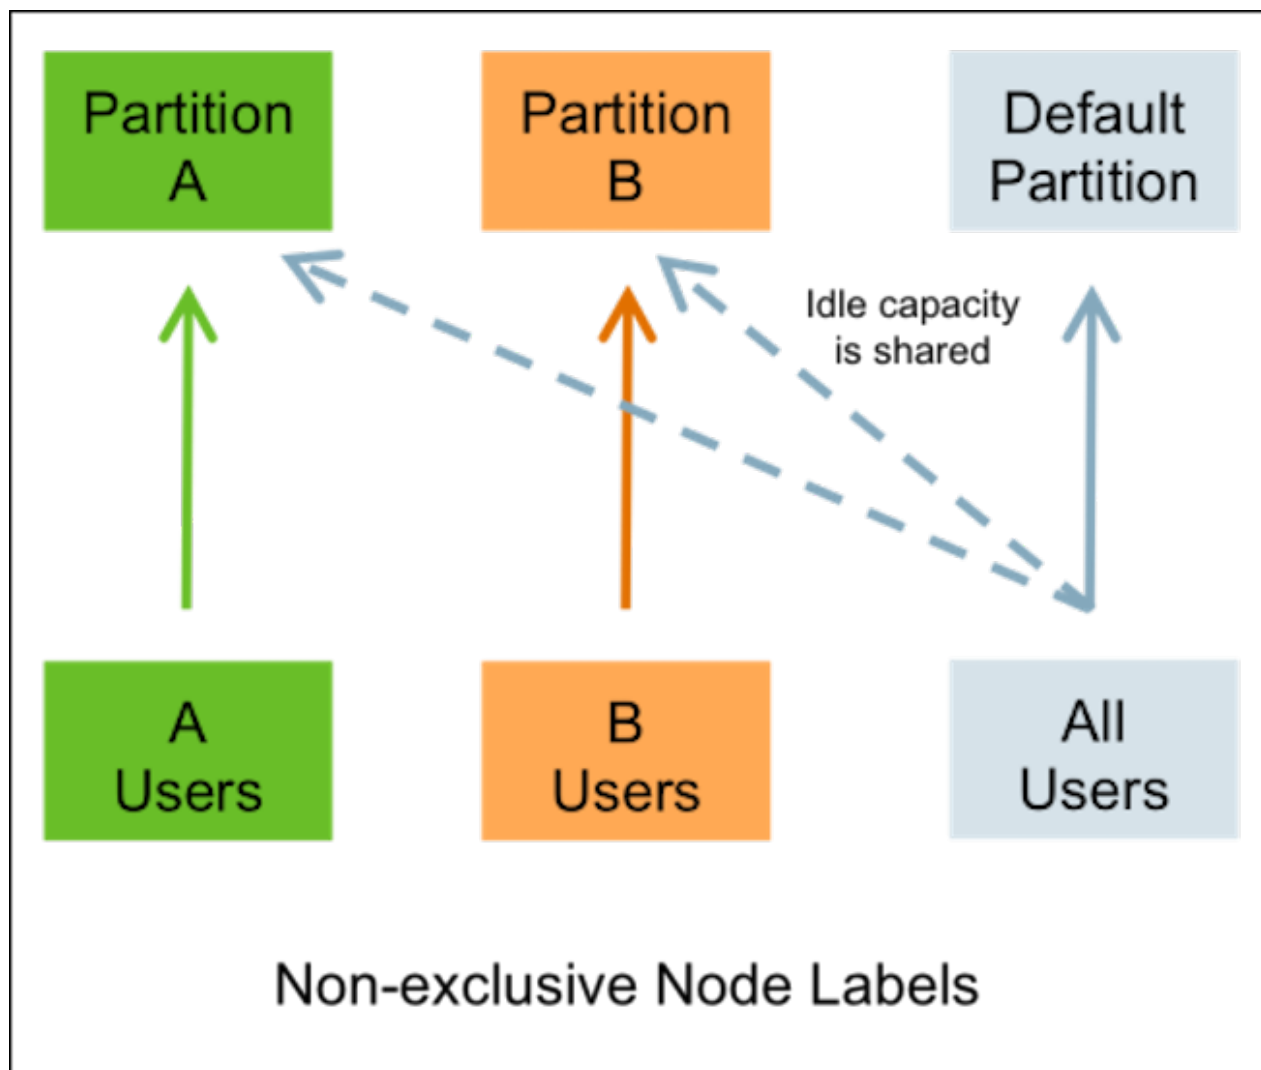 Partition
A
Partition
B
Default
Partition
Idle capacity
is shared
A
Users
B
Users
All
Users
Non-exclusive Node Labels